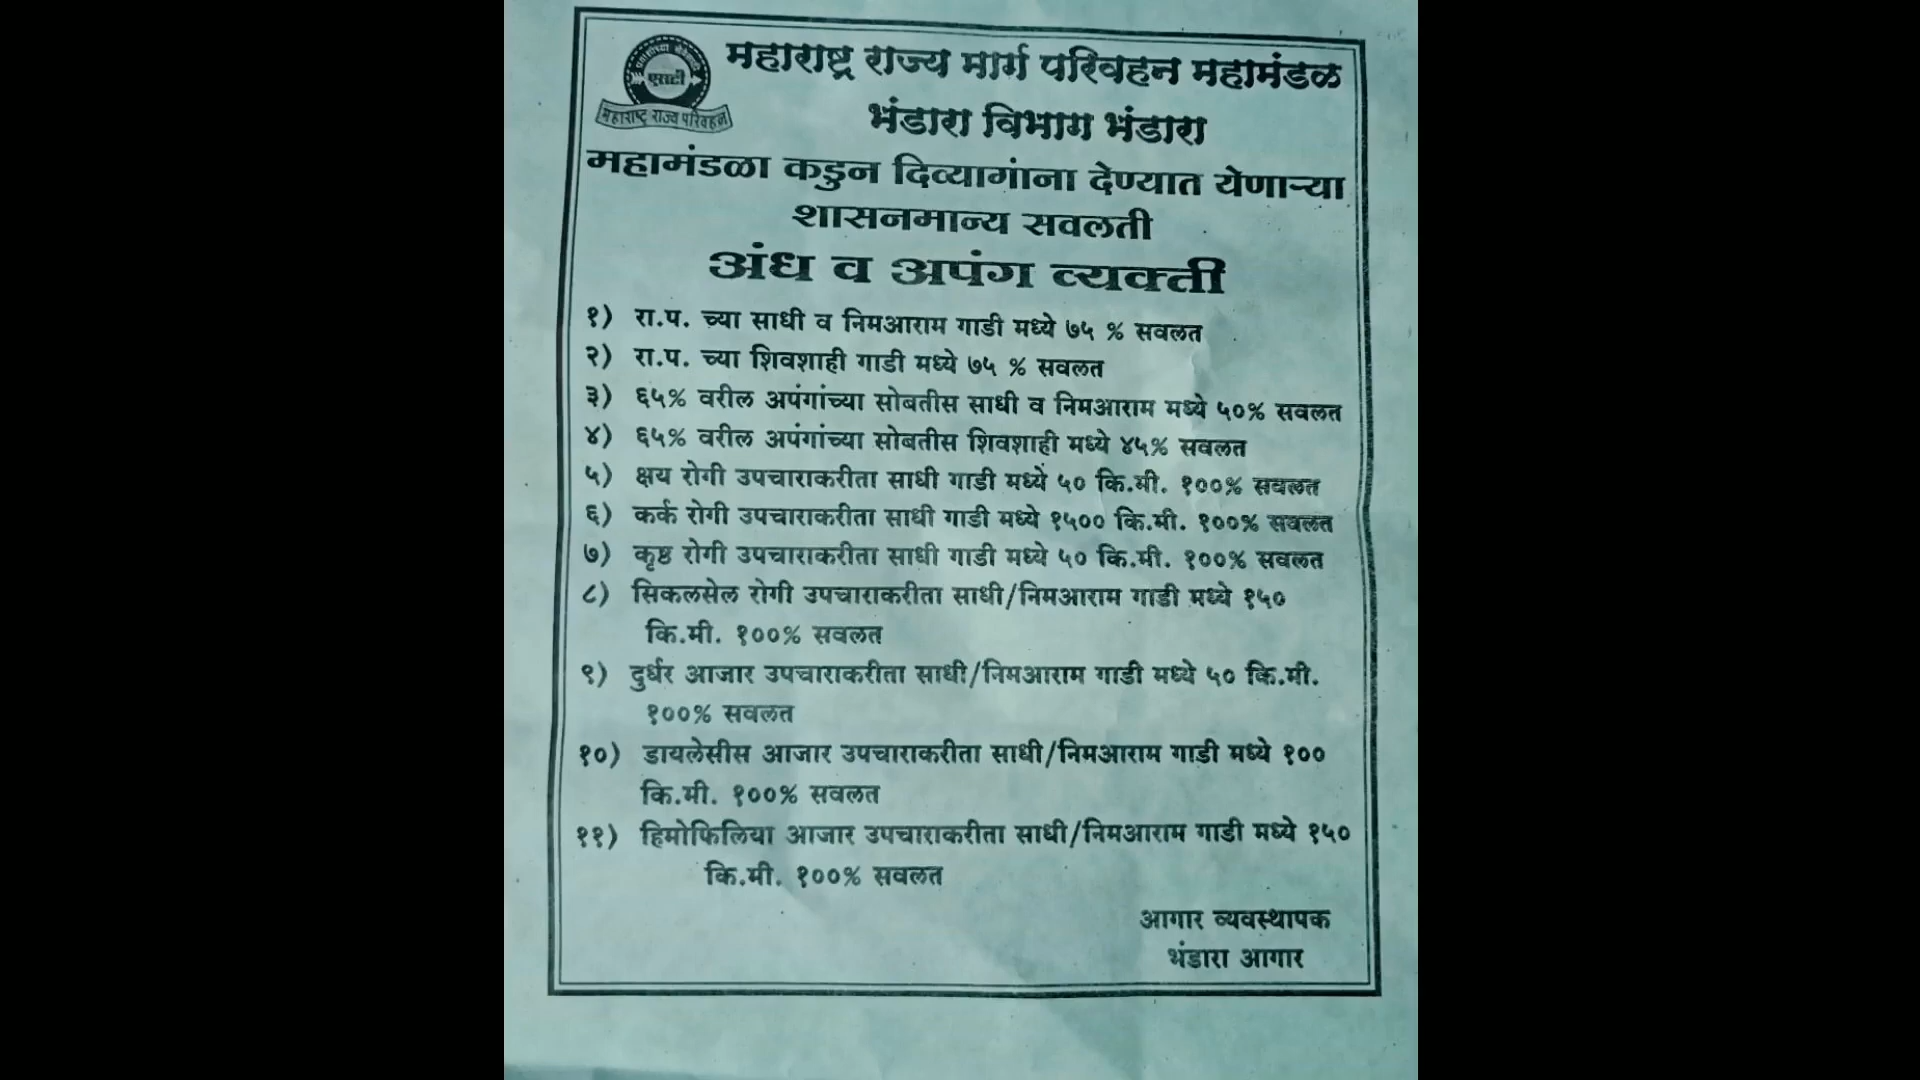 महाराष्ट्र राज्य मार्ग परिवहन महामंडळ
एसटी
महाराष्ट्र राज्य परिवहन
भंडारा विभाग भंडारा
महामंडळा कडुन दिव्यागांना देण्यात येणाऱ्या
शासनमान्य सवलती
अंध व अपंग व्यक्ती
१) रा.प. च्या साधी व निमआराम गाडी मध्ये ७५ % सवलत
२) रा.प. च्या शिवशाही गाडी मध्ये ७५ % सवलत
३) ६५% वरील अपंगांच्या सोबतीस साधी व निमआराम मध्ये ५०% सवलत
४) ६५% वरील अपंगांच्या सोबतीस शिवशाही मध्ये ४५% सवलत
५) क्षय रोगी उपचाराकरीता साधी गाडी मध्ये ५० कि.मी. १००% सवलत
६) कर्क रोगी उपचाराकरीता साधी गाडी मध्ये १५०० कि.मी. १००% सवलत
७) कृष्ठ रोगी उपचाराकरीता साधी गाडी मध्ये ५० कि.मी. १००% सवलत
८) सिकलसेल रोगी उपचाराकरीता साधी/निमआराम गाडी मध्ये १५०
कि.मी. १००% सवलत
९) दुर्धर आजार उपचाराकरीता साधी/निमआराम गाडी मध्ये ५० कि.मी.
१००% सवलत
१०) डायलेसीस आजार उपचाराकरीता साधी/निमआराम गाडी मध्ये १००
कि.मी. १००% सवलत
११) हिमोफिलिया आजार उपचाराकरीता साधी/निमआराम गाडी मध्ये १५०
कि.मी. १००% सवलत
आगार व्यवस्थापक
भंडारा आगार